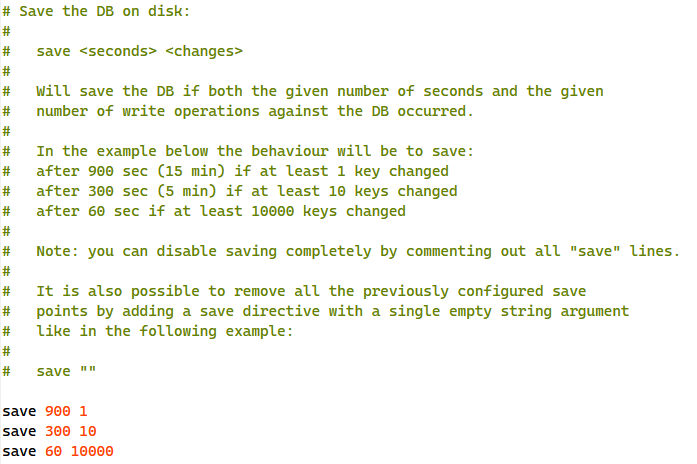 # Save the DB on disk:
#
#   save <seconds> <changes>
#
#   Will save the DB if both the given number of seconds and the given
#   number of write operations against the DB occurred.
#
#   In the example below the behaviour will be to save:
#   after 900 sec (15 min) if at least 1 key changed
#   after 300 sec (5 min) if at least 10 keys changed
#   after 60 sec if at least 10000 keys changed
#
#   Note: you can disable saving completely by commenting out all "save" lines.
#
#   It is also possible to remove all the previously configured save
#   points by adding a save directive with a single empty string argument
#   like in the following example:
#
#   save ""

save 900 1
save 300 10
save 60 10000